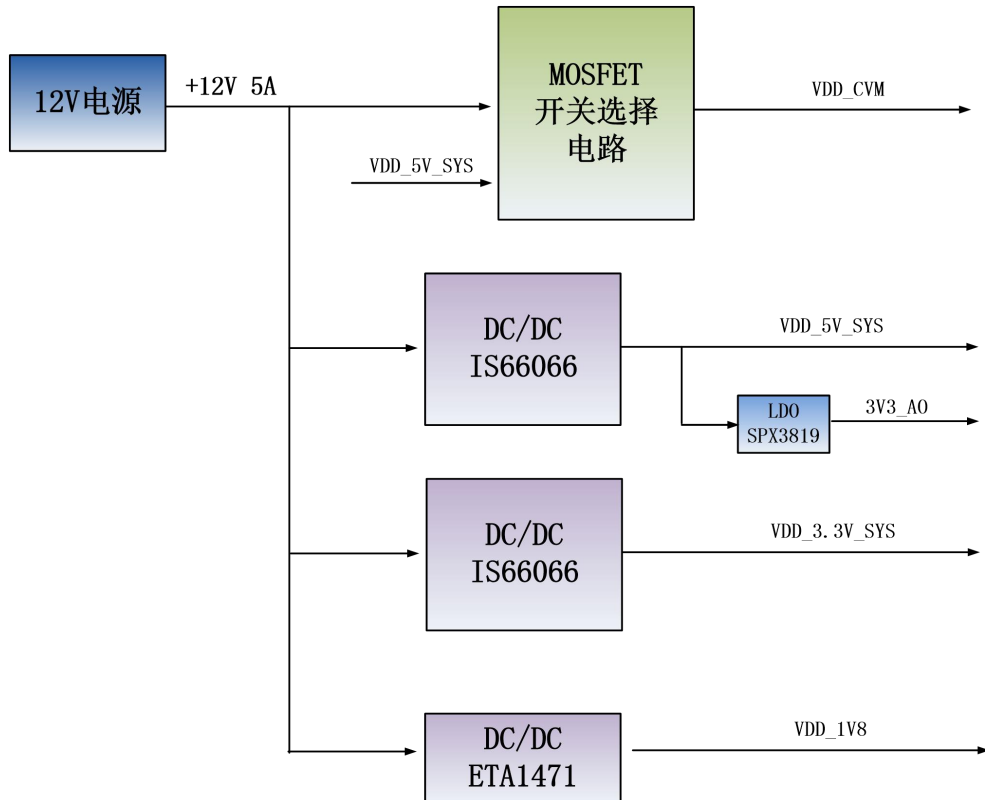 12V电源
+12V 5A
MOSFET
开关选择
电路
VDD_CVM
VDD_5V_SYS
DC/DC
IS66066
VDD_5V_SYS
LDO
SPX3819
3V3_AO
DC/DC
IS66066
VDD_3.3V_SYS
DC/DC
ETA1471
VDD_1V8